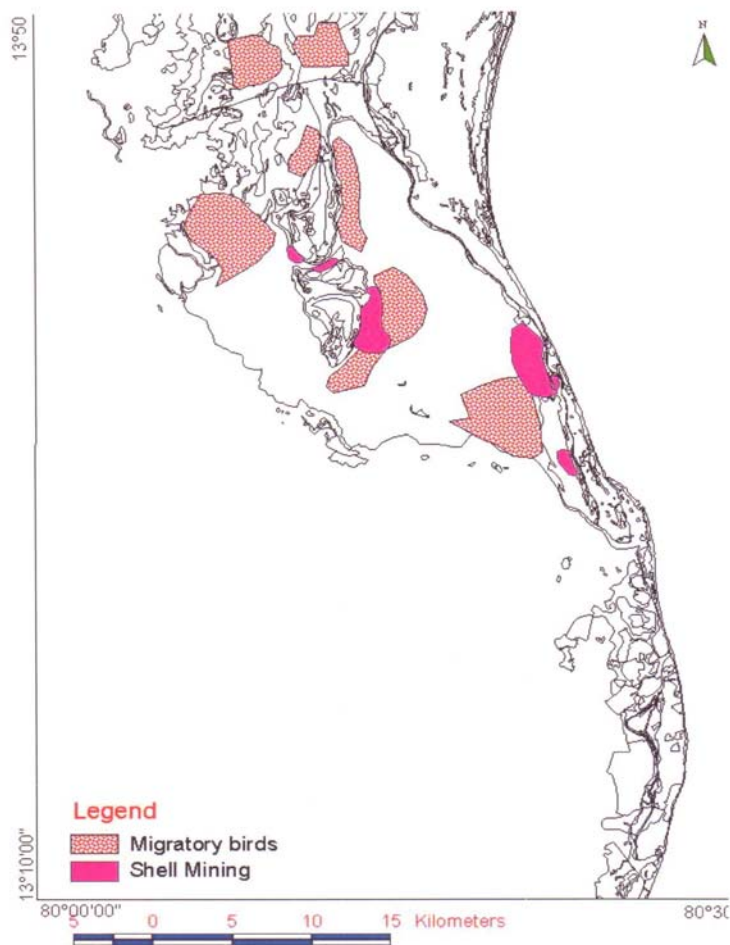 13°50
N
Legend
Migratory birds
Shell Mining
13°10'00"
80°00'00"
80°30
5 0 5 10 15 Kilometers